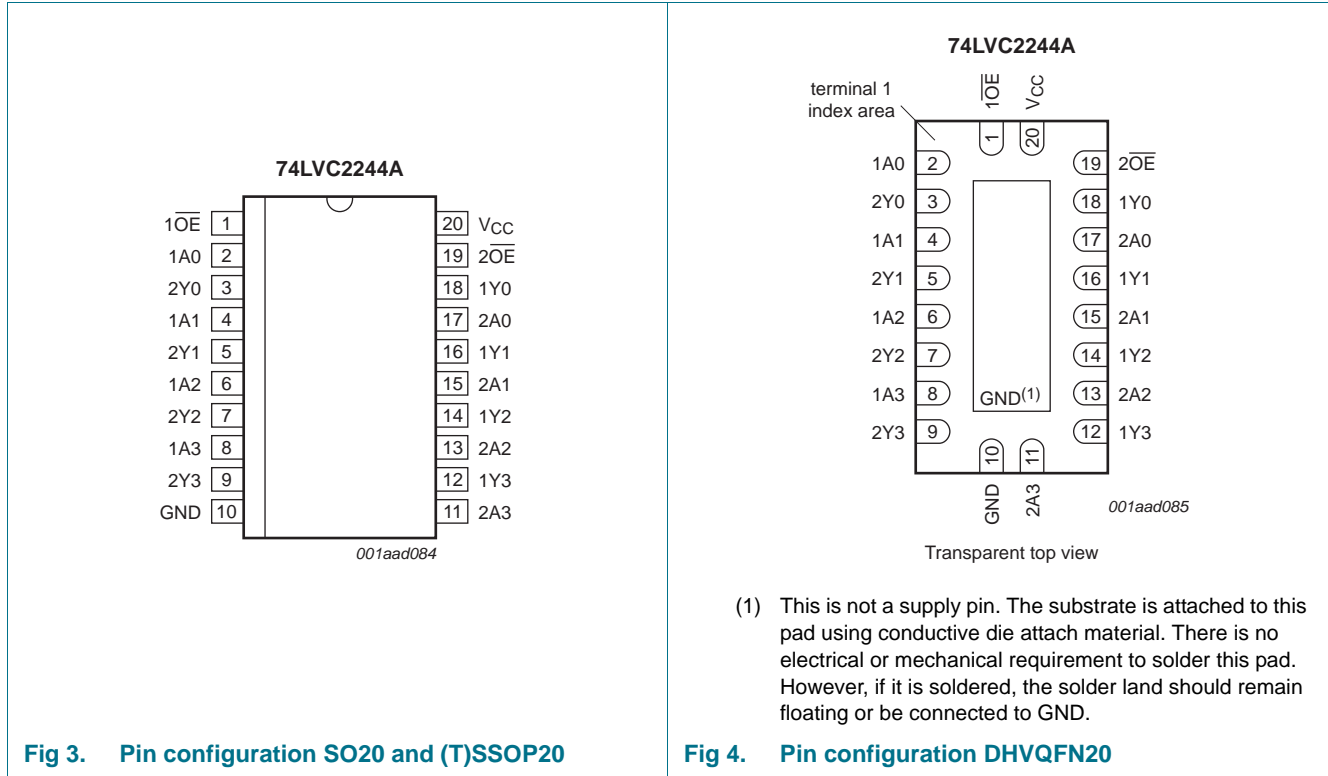 74LVC2244A
1OE 1
1A0 2
2Y0 3
1A1 4
2Y1 5
1A2 6
2Y2 7
1A3 8
2Y3 9
GND 10
20 VCC
19 2OE
18 1Y0
17 2A0
16 1Y1
15 2A1
14 1Y2
13 2A2
12 1Y3
11 2A3
001aad084
Fig 3. Pin configuration SO20 and (T)SSOP20
74LVC2244A
terminal 1
index area
1OE
VCC
1
20
1A0 2
2Y0 3
1A1 4
2Y1 5
1A2 6
2Y2 7
1A3 8
2Y3 9
GND(1)
19 2OE
18 1Y0
17 2A0
16 1Y1
15 2A1
14 1Y2
13 2A2
12 1Y3
10
11
GND
2A3
001aad085
Transparent top view
(1) This is not a supply pin. The substrate is attached to this
pad using conductive die attach material. There is no
electrical or mechanical requirement to solder this pad.
However, if it is soldered, the solder land should remain
floating or be connected to GND.
Fig 4. Pin configuration DHVQFN20